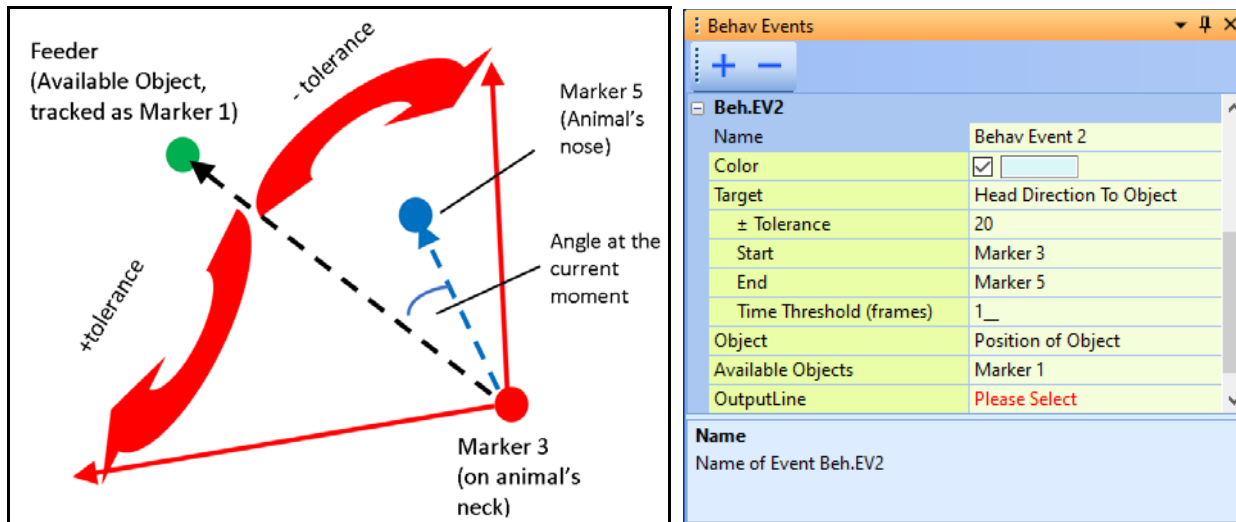 Feeder
(Available Object,
tracked as Marker 1)
- tolerance
Marker 5
(Animal's
nose)
Angle at the
current
moment
+tolerance
Marker 3
(on animal's
neck)
Behav Events
Beh.EV2
Name Behav Event 2
Color
Target Head Direction To Object
± Tolerance 20
Start Marker 3
End Marker 5
Time Threshold (frames) 1__
Object Position of Object
Available Objects Marker 1
OutputLine Please Select
Name
Name of Event Beh.EV2